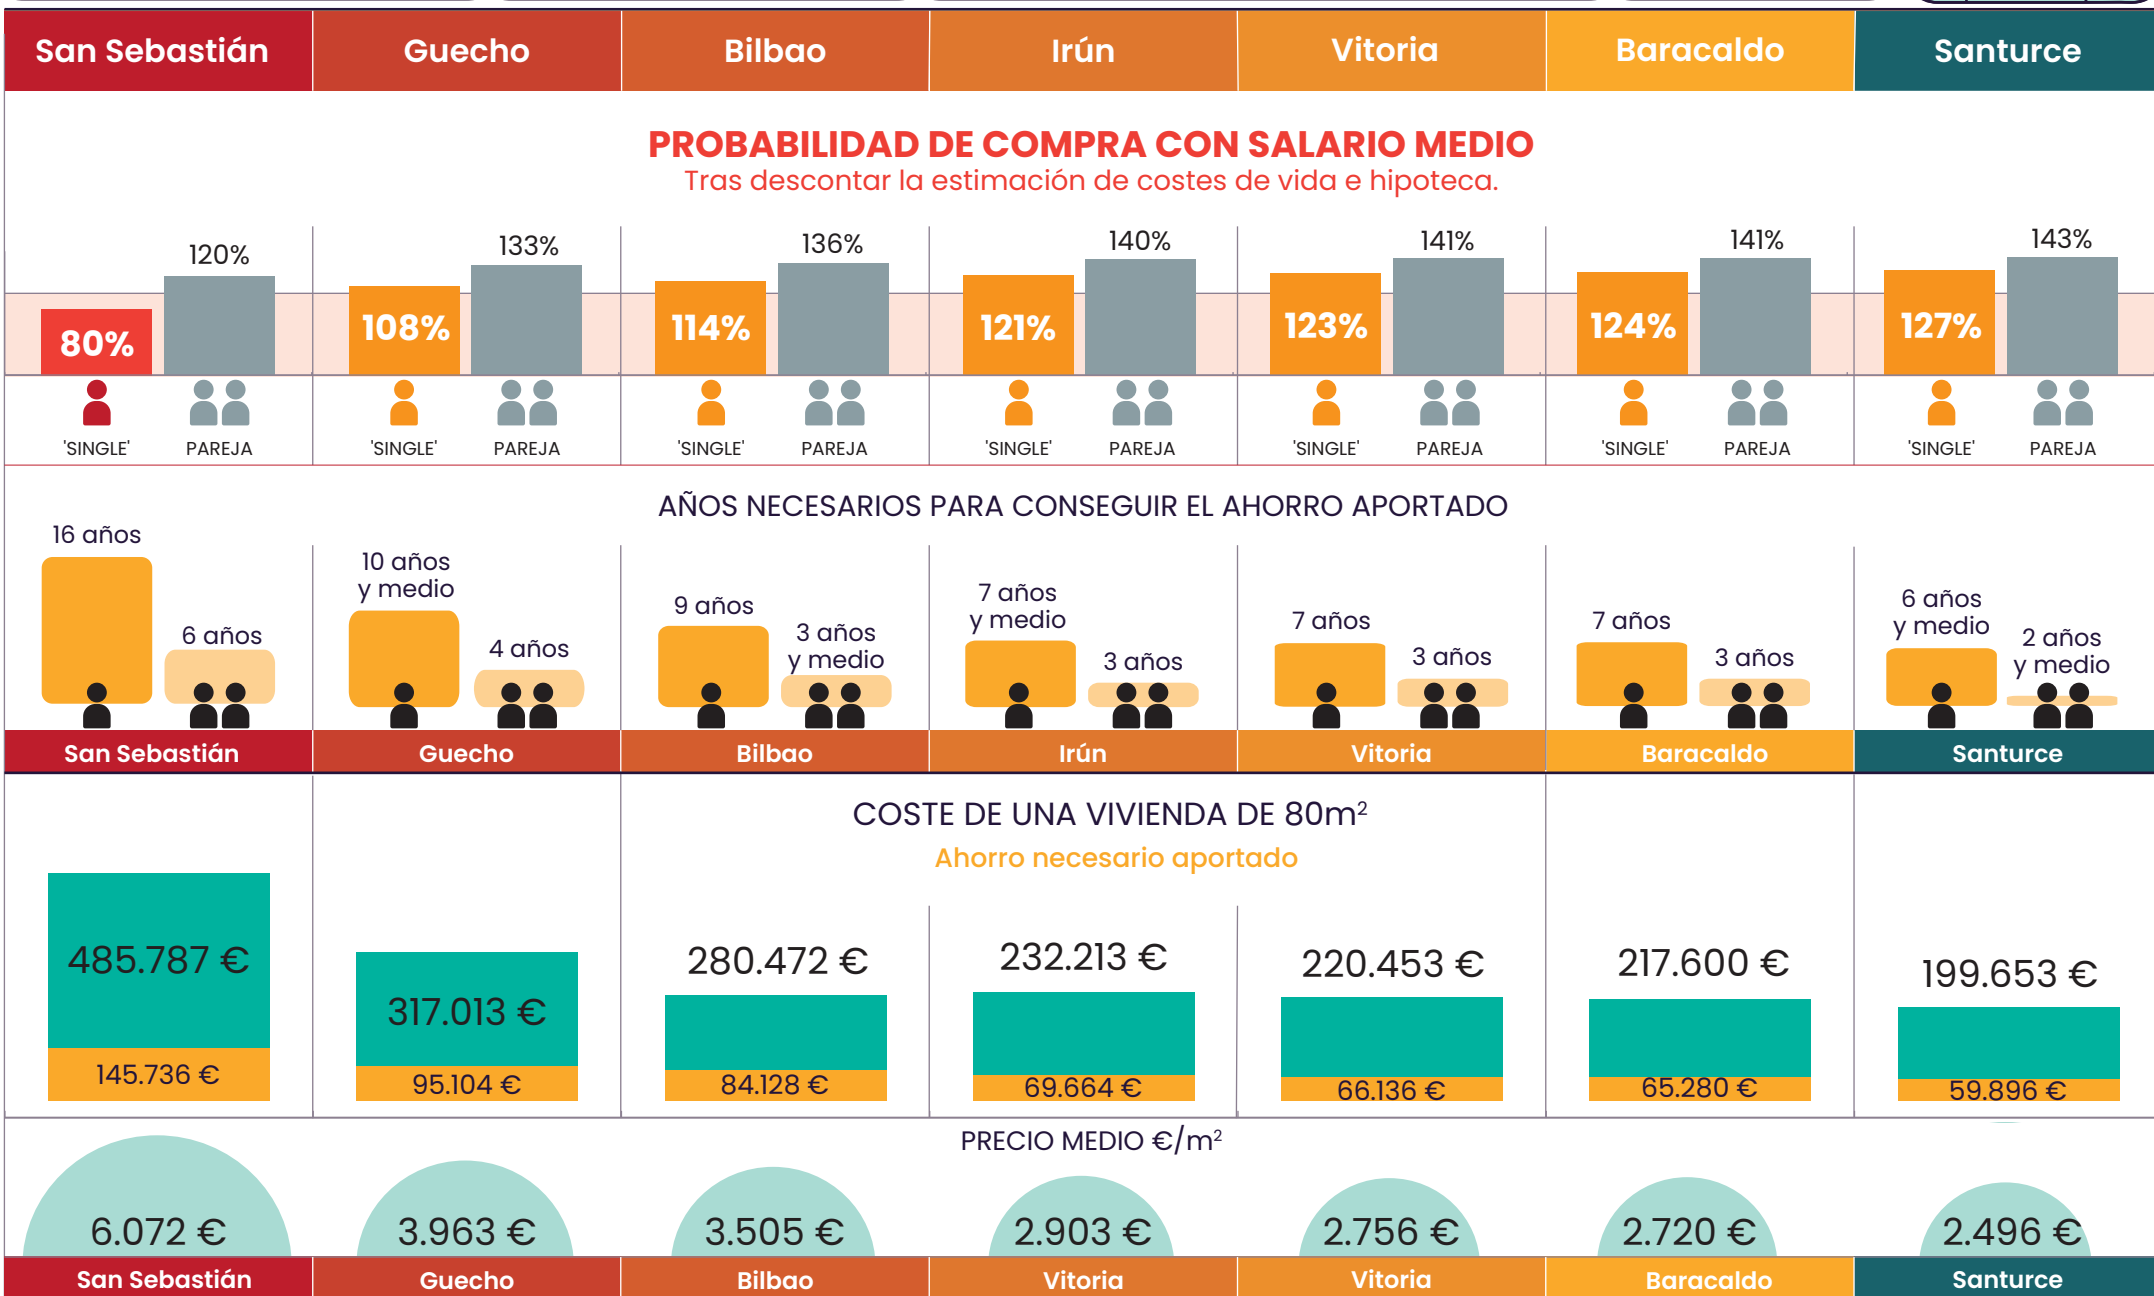 San Sebastián Guecho Bilbao Irún Vitoria Baracaldo Santurce
PROBABILIDAD DE COMPRA CON SALARIO MEDIO
Tras descontar la estimación de costes de vida e hipoteca.
80% 120% 108% 133% 114% 136% 121% 140% 123% 141% 124% 141% 127% 143%
'SINGLE' PAREJA 'SINGLE' PAREJA 'SINGLE' PAREJA 'SINGLE' PAREJA 'SINGLE' PAREJA 'SINGLE' PAREJA 'SINGLE' PAREJA
AÑOS NECESARIOS PARA CONSEGUIR EL AHORRO APORTADO
16 años
6 años
10 años
y medio
4 años
9 años
3 años
y medio
7 años
y medio
3 años
7 años
3 años
7 años
3 años
6 años
y medio
2 años
y medio
San Sebastián Guecho Bilbao Irún Vitoria Baracaldo Santurce
COSTE DE UNA VIVIENDA DE 80m²
Ahorro necesario aportado
485.787 € 317.013 € 280.472 € 232.213 € 220.453 € 217.600 € 199.653 €
145.736 € 95.104 € 84.128 € 69.664 € 66.136 € 65.280 € 59.896 €
PRECIO MEDIO €/m²
6.072 € 3.963 € 3.505 € 2.903 € 2.756 € 2.720 € 2.496 €
San Sebastián Guecho Bilbao Vitoria Vitoria Baracaldo Santurce